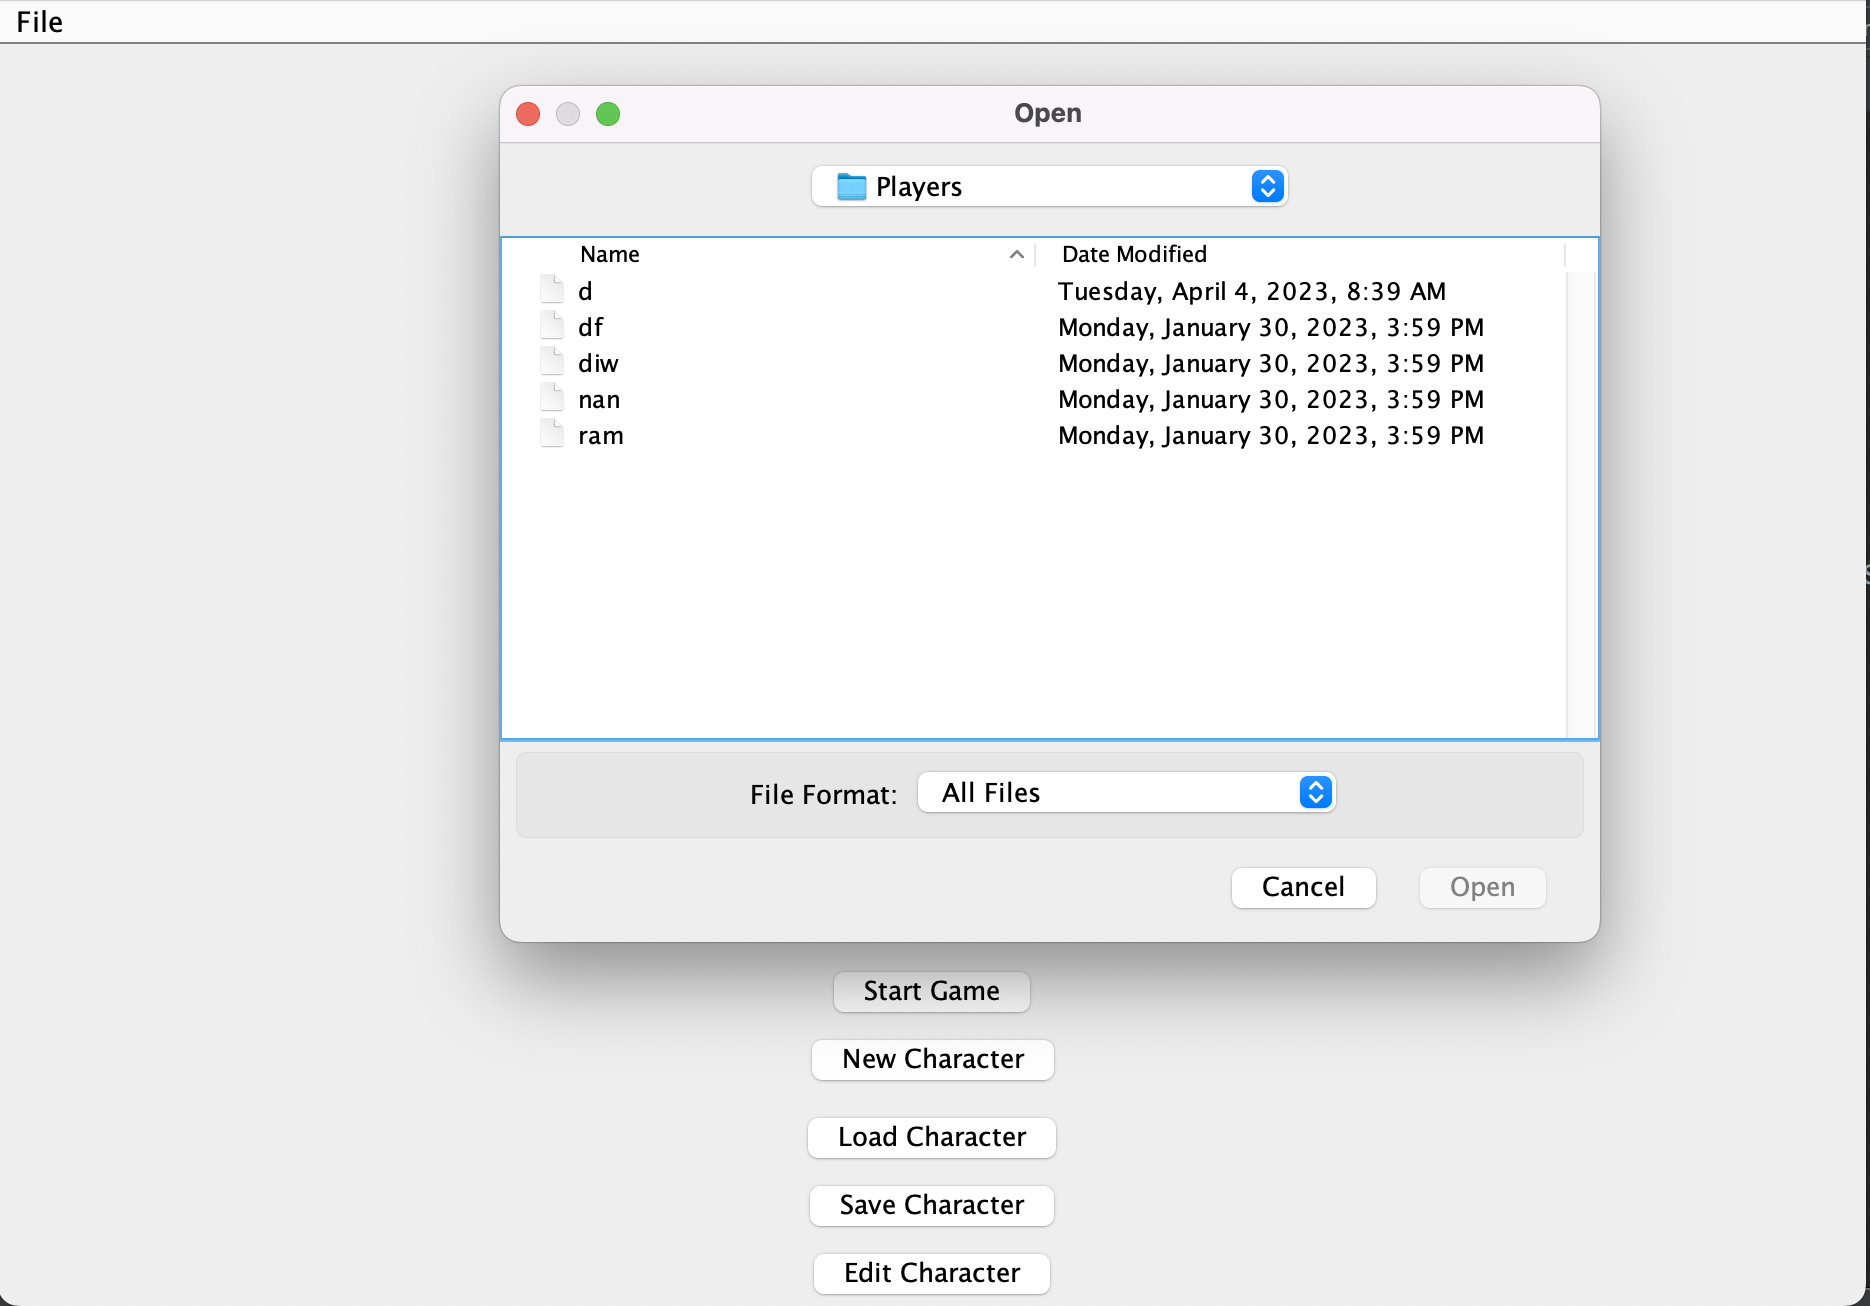 File
Open
Players
Name Date Modified
d Tuesday, April 4, 2023, 8:39 AM
df Monday, January 30, 2023, 3:59 PM
diw Monday, January 30, 2023, 3:59 PM
nan Monday, January 30, 2023, 3:59 PM
ram Monday, January 30, 2023, 3:59 PM
File Format: All Files
Cancel Open
Start Game
New Character
Load Character
Save Character
Edit Character